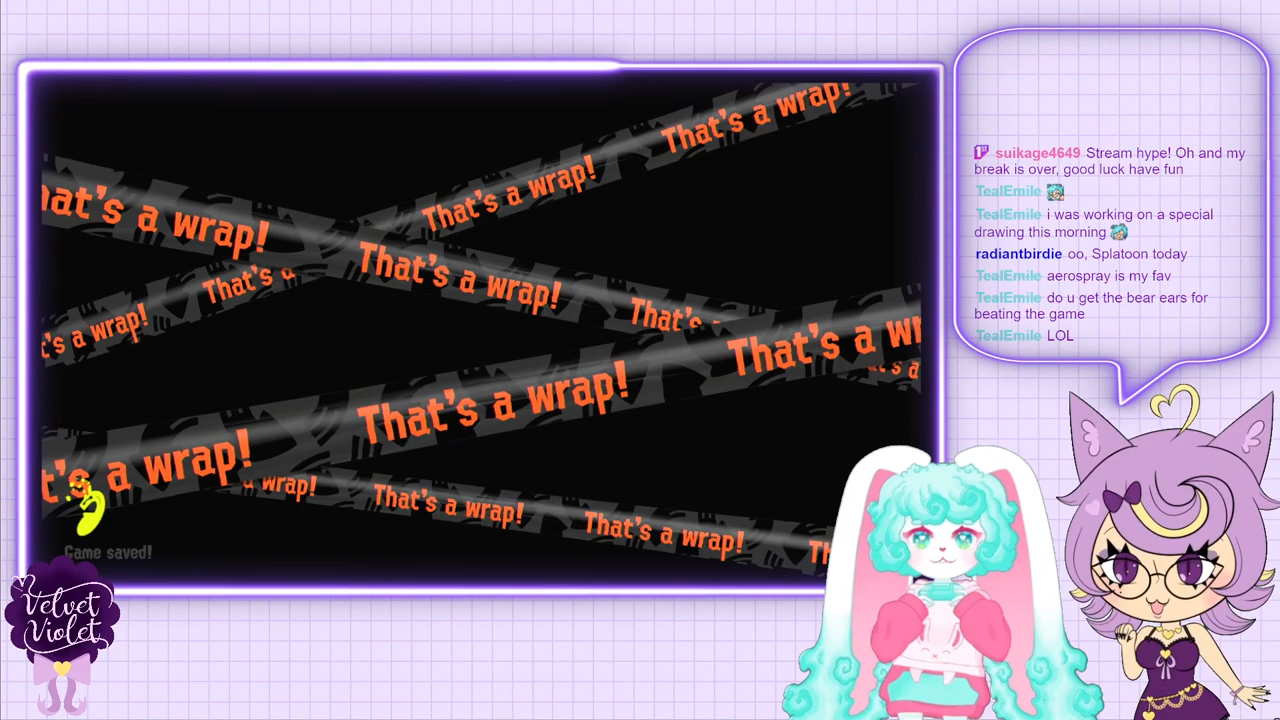 That's a wrap!
That's a wrap!
hat's a wrap!
That's a wrap!
That's
That's a
t's a wrap!
That's a wr
That's a wrap!
t's a wrap!
t's a
a wrap!
That's a wrap!
That's a wrap!
Th
Game saved!
Velvet
Violet
suikage4649 Stream hype! Oh and my
break is over, good luck have fun
TealEmile
TealEmile i was working on a special
drawing this morning
radiantbirdie oo, Splatoon today
TealEmile aerospray is my fav
TealEmile do u get the bear ears for
beating the game
TealEmile LOL